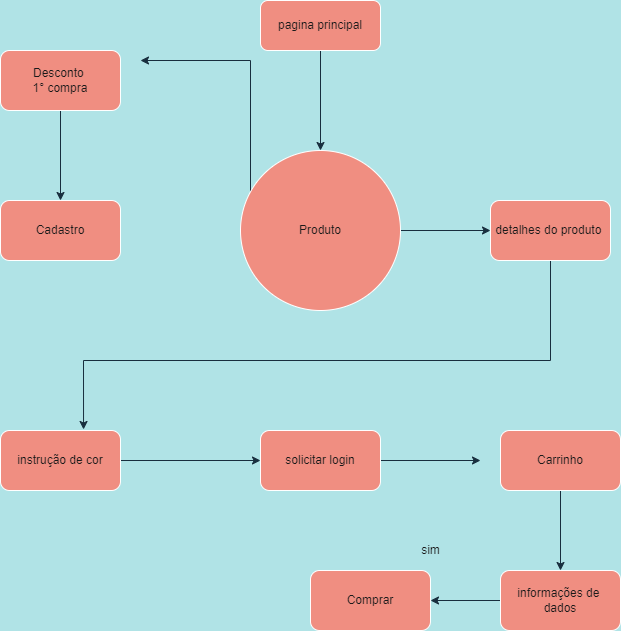 pagina principal
Desconto
1° compra
Cadastro
Produto
detalhes do produto
instrução de cor
solicitar login
Carrinho
sim
Comprar
informações de
dados